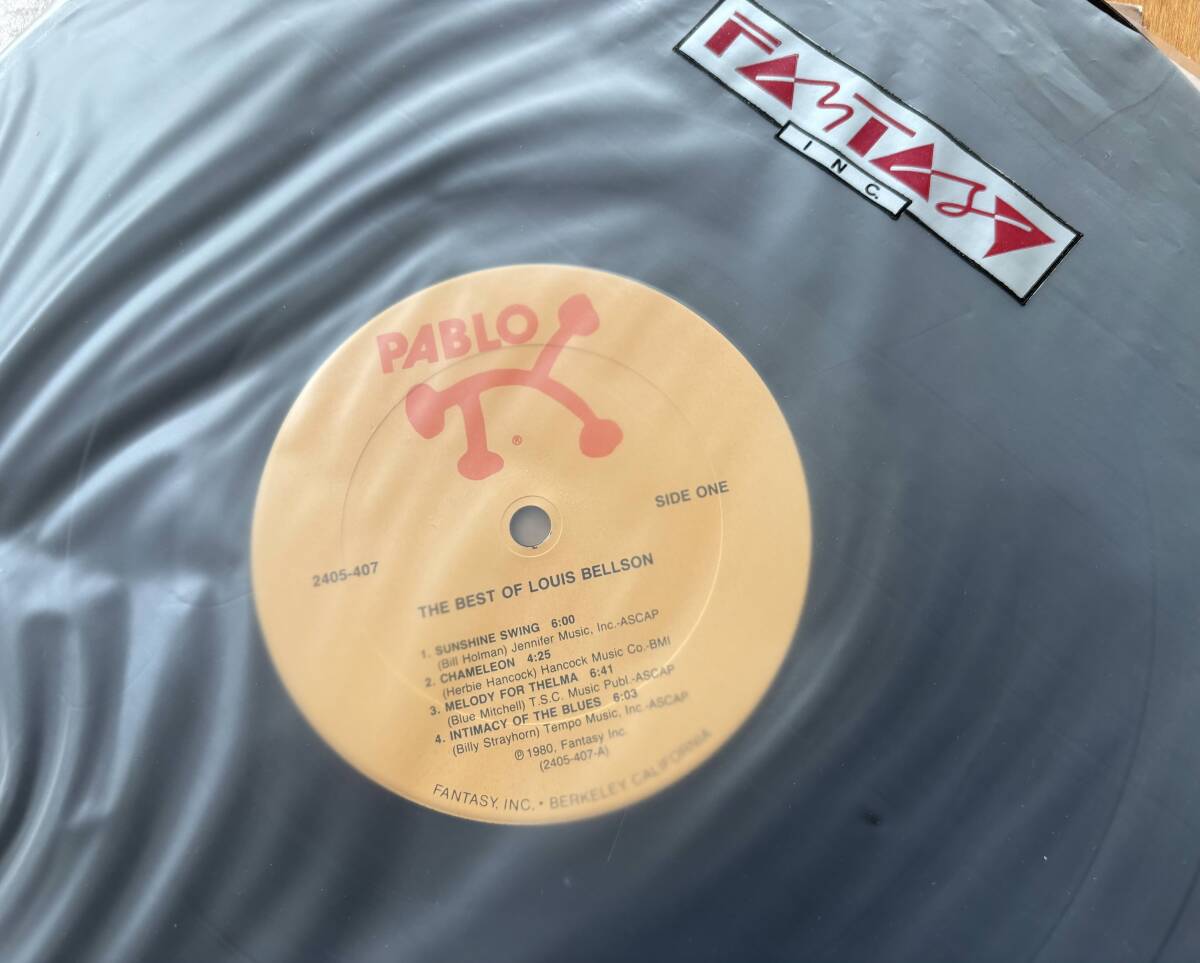 FANTASY
INC.
PABLO
®
SIDE ONE
2405-407
THE BEST OF LOUIS BELLSON
1. SUNSHINE SWING 6:00
(Bill Holman) Jennifer Music, Inc.-ASCAP
2. CHAMELEON 4:25
(Herbie Hancock) Hancock Music Co.-BMI
3. MELODY FOR THELMA 6:41
(Blue Mitchell) T.S.C. Music Publ.-ASCAP
4. INTIMACY OF THE BLUES 6:03
(Billy Strayhorn) Tempo Music, Inc.-ASCAP
℗ 1980, Fantasy Inc.
(2405-407-A)
FANTASY, INC. • BERKELEY CALIFORNIA